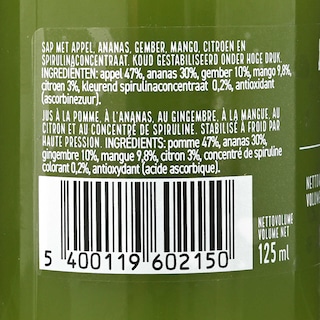 SAP MET APPEL, ANANAS, GEMBER, MANGO, CITROEN EN
SPIRULINACONCENTRAAT. KOUD GESTABILISEERD ONDER HOGE DRUK.
INGREDIËNTEN: appel 47%, ananas 30%, gember 10%, mango 9,8%,
citroen 3%, kleurend spirulinaconcentraat 0,2%, antioxidant
(ascorbinezuur).
JUS À LA POMME, À L'ANANAS, AU GINGEMBRE, À LA MANGUE, AU
CITRON ET AU CONCENTRÉ DE SPIRULINE. STABILISÉ À FROID PAR
HAUTE PRESSION. INGRÉDIENTS: pomme 47%, ananas 30%,
gingembre 10%, mangue 9,8%, citron 3%, concentré de spiruline
colorant 0,2%, antioxydant (acide ascorbique).
NETTOVOLUME
VOLUME NET
125 ml
5 400119 602150